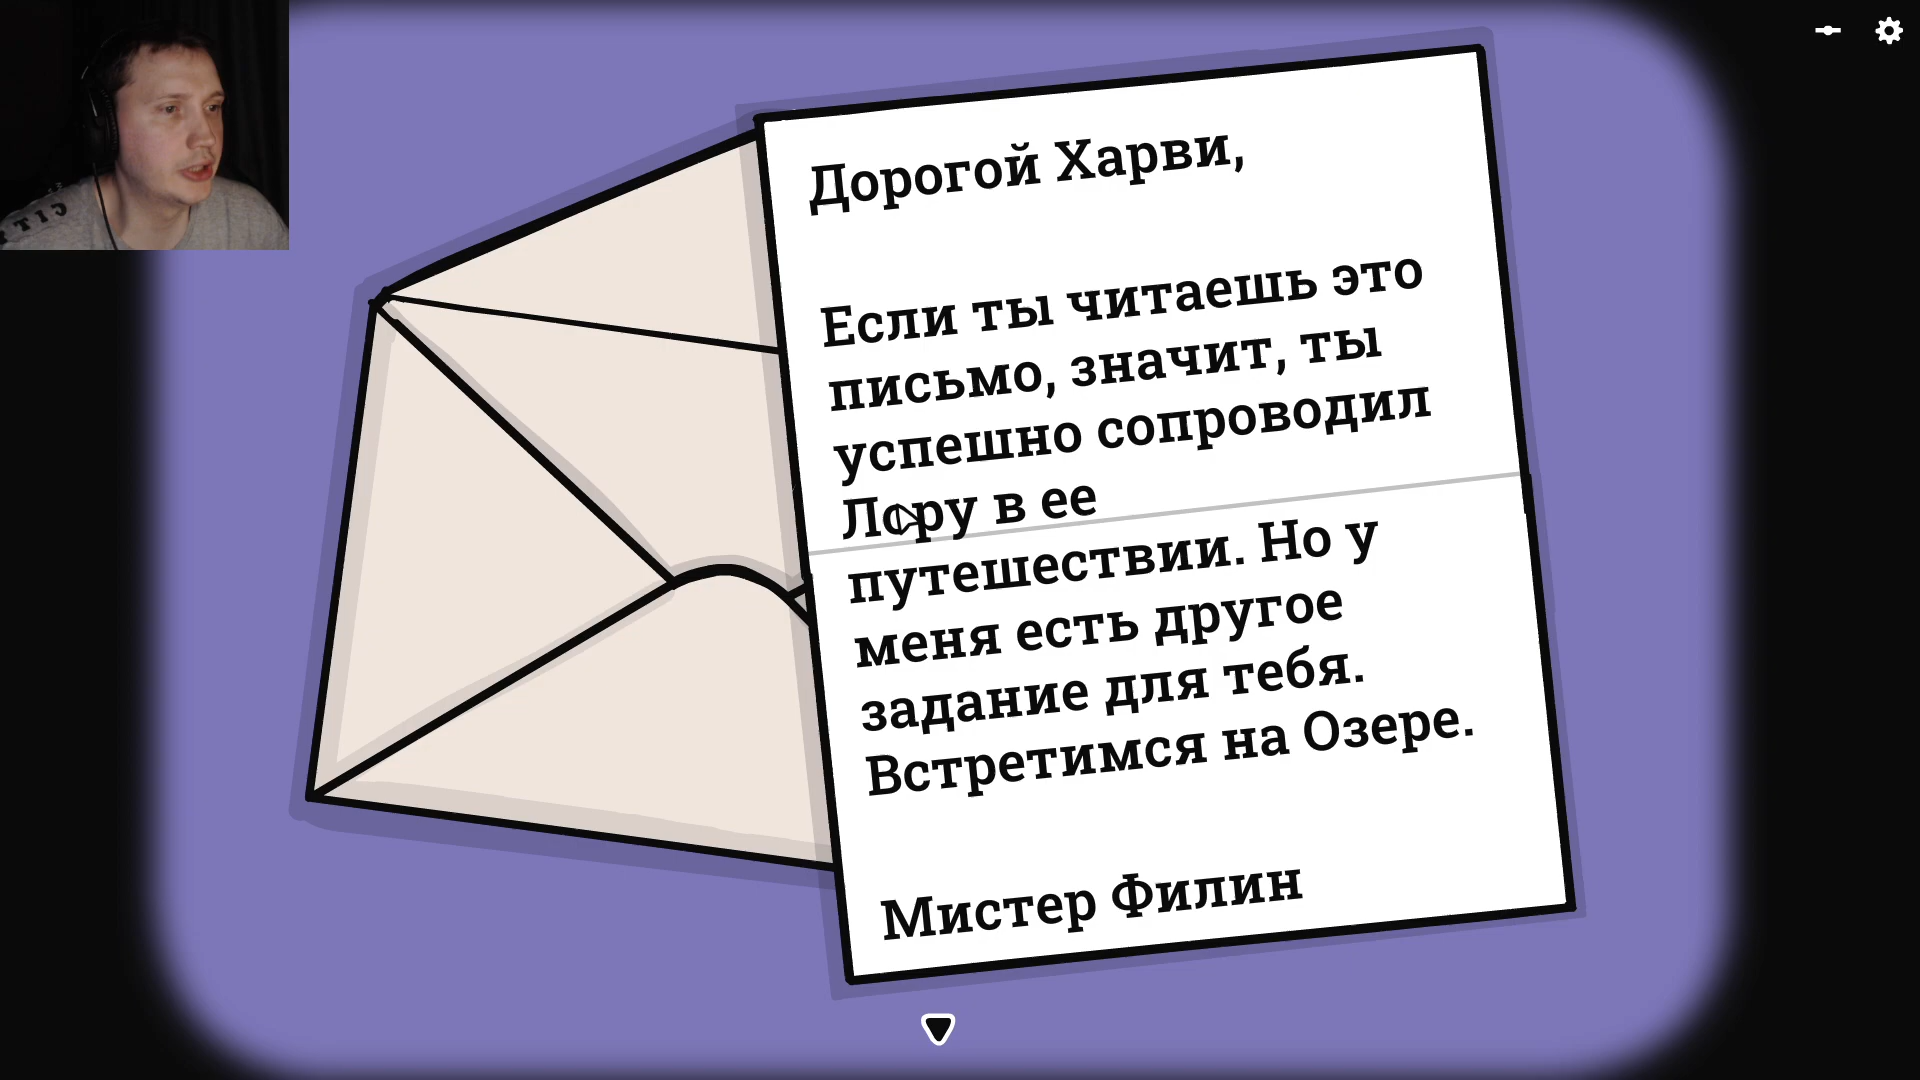 Дорогой Харви,
Если ты читаешь это
письмо, значит, ты
успешно сопроводил
Лору в ее
путешествии. Но у
меня есть другое
задание для тебя.
Встретимся на Озере.
Мистер Филин